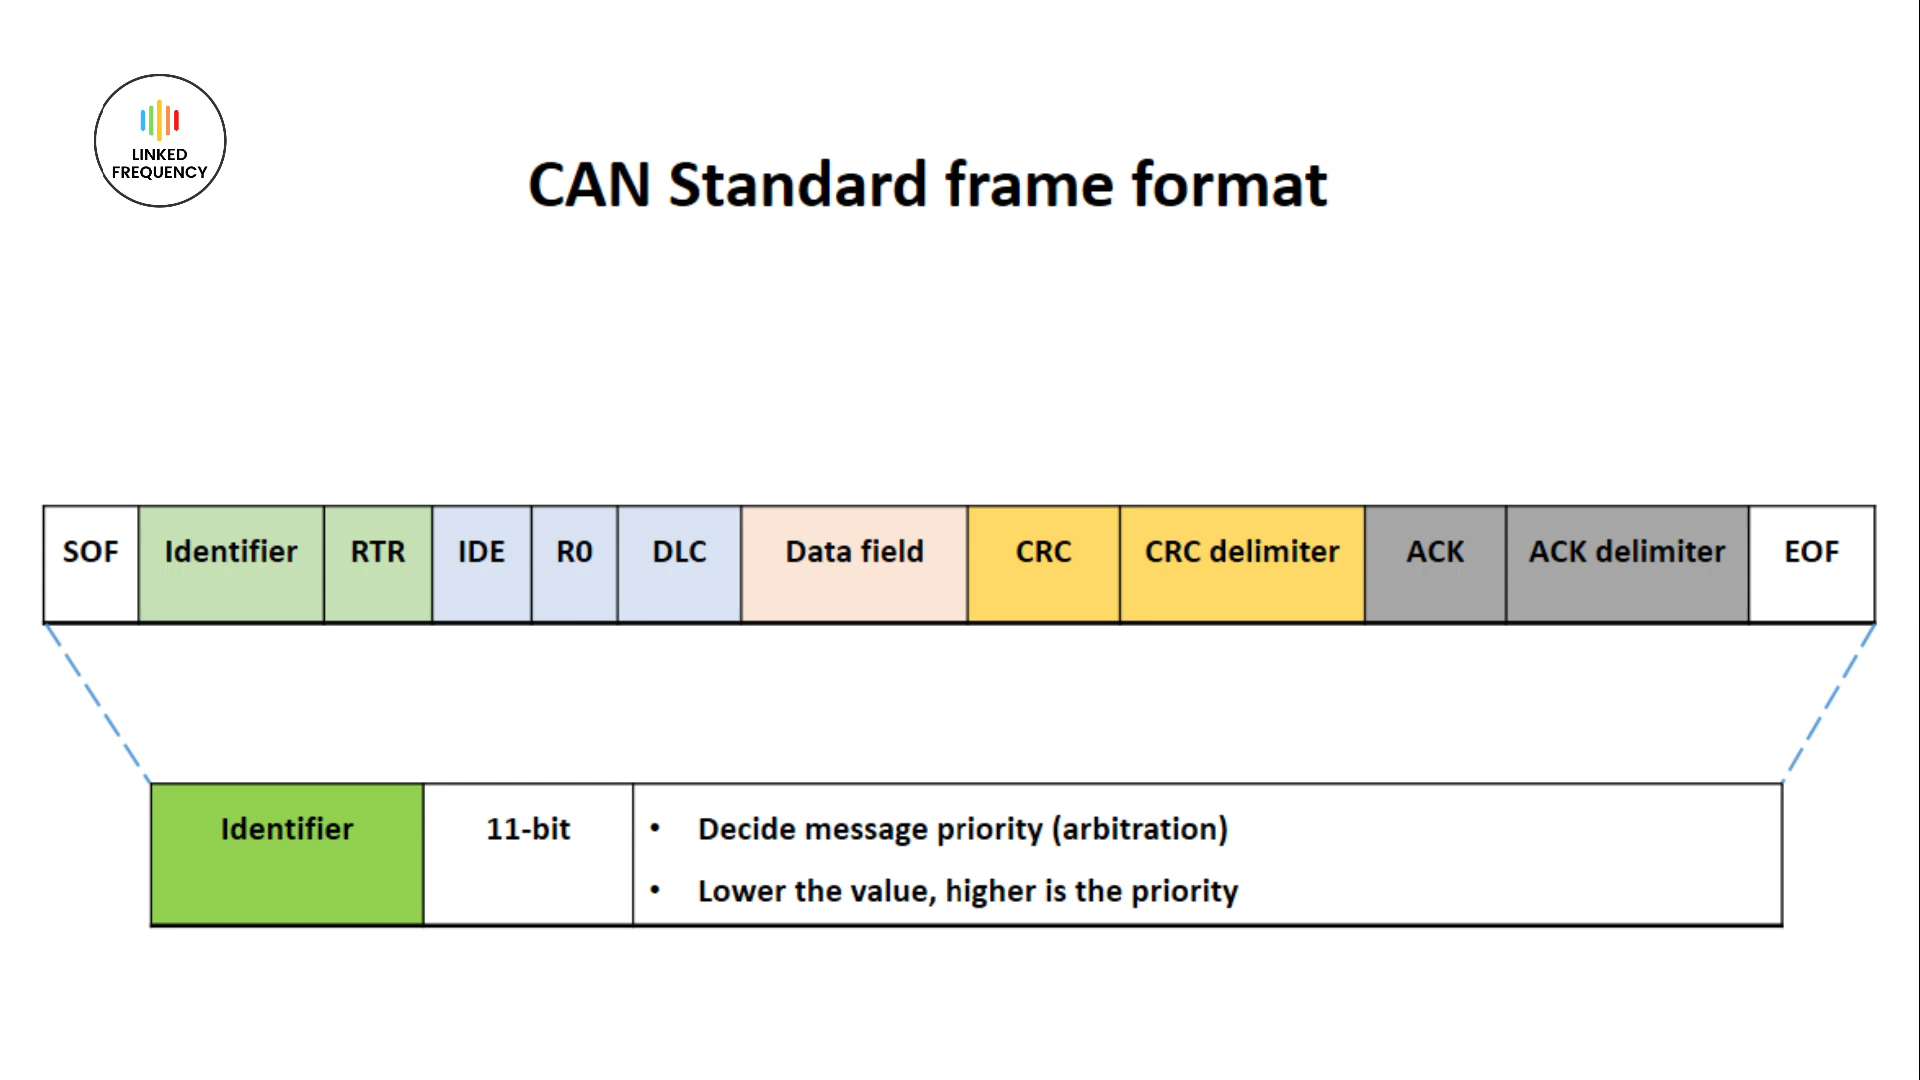 LINKED
FREQUENCY
CAN Standard frame format
SOF Identifier RTR IDE R0 DLC Data field CRC CRC delimiter ACK ACK delimiter EOF
Identifier 11-bit • Decide message priority (arbitration)
• Lower the value, higher is the priority